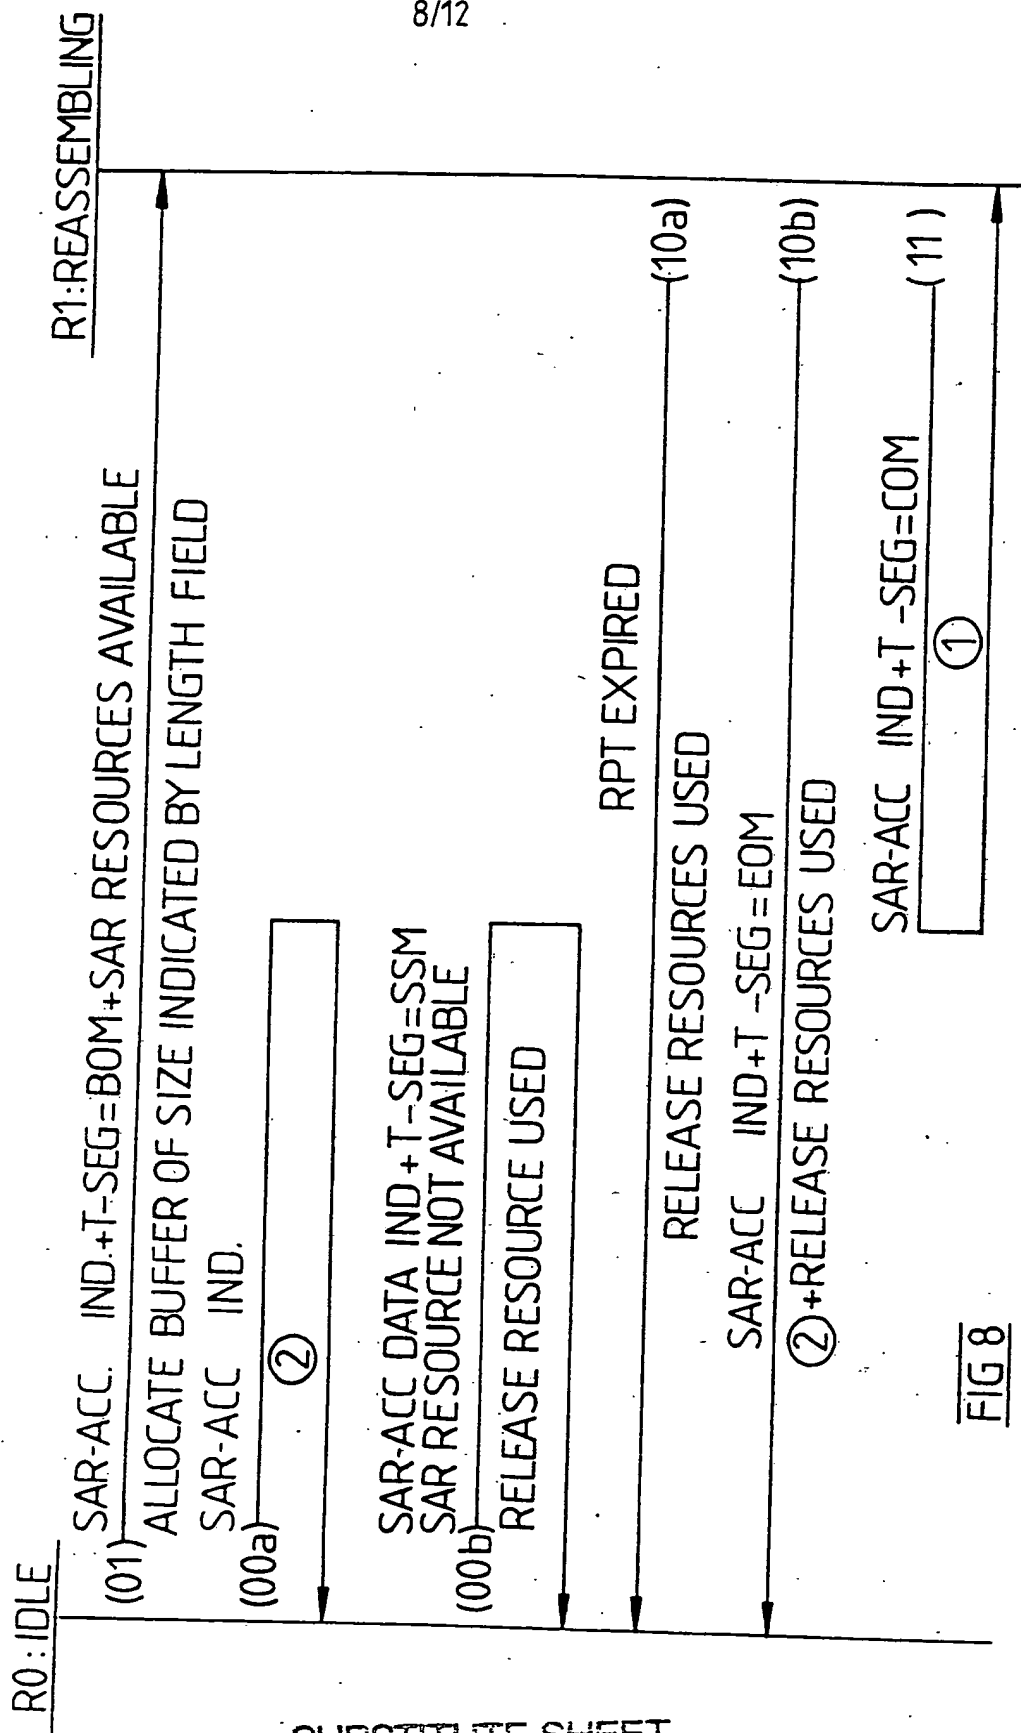 8/12
R0:IDLE
R1:REASSEMBLING
SAR-ACC. IND.+T-SEG=BOM+SAR RESOURCES AVAILABLE
(01)
ALLOCATE BUFFER OF SIZE INDICATED BY LENGTH FIELD
SAR-ACC IND.
(00a)
2
SAR-ACC DATA IND+T-SEG=SSM
SAR RESOURCE NOT AVAILABLE
(00b)
RELEASE RESOURCE USED
RPT EXPIRED
(10a)
RELEASE RESOURCES USED
SAR-ACC IND+T-SEG=EOM
(10b)
2+RELEASE RESOURCES USED
SAR-ACC IND+T-SEG=COM
(11)
1
FIG 8
SUBSTITUTE SHEET